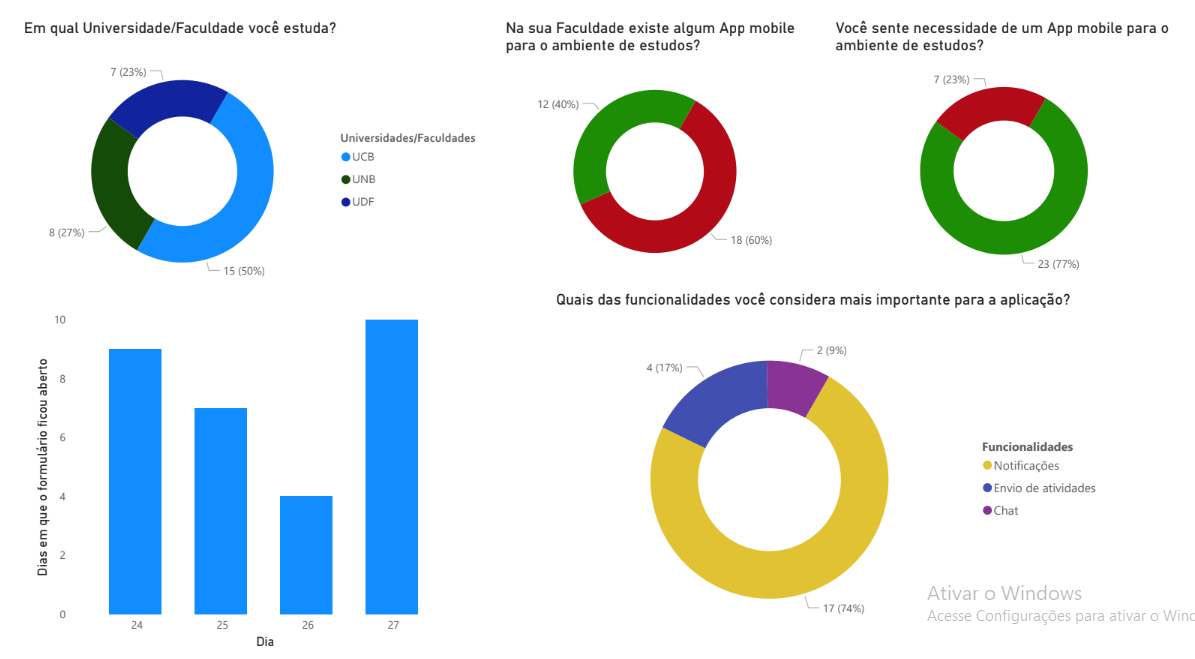 Em qual Universidade/Faculdade você estuda?
7 (23%)
8 (27%)
15 (50%)
Universidades/Faculdades
UCB
UNB
UDF
Na sua Faculdade existe algum App mobile
para o ambiente de estudos?
12 (40%)
18 (60%)
Você sente necessidade de um App mobile para o
ambiente de estudos?
7 (23%)
23 (77%)
Dias em que o formulário ficou aberto
10
8
6
4
2
0
24
25
26
27
Dia
Quais das funcionalidades você considera mais importante para a aplicação?
4 (17%)
2 (9%)
17 (74%)
Funcionalidades
Notificações
Envio de atividades
Chat
Ativar o Windows
Acesse Configurações para ativar o Winc